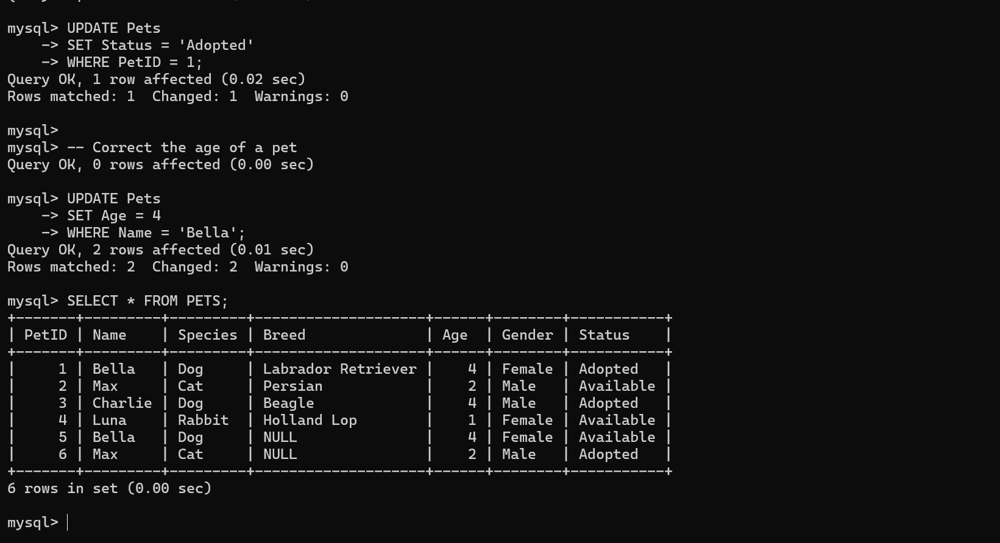 mysql> UPDATE Pets
    -> SET Status = 'Adopted'
    -> WHERE PetID = 1;
Query OK, 1 row affected (0.02 sec)
Rows matched: 1  Changed: 1  Warnings: 0
mysql>
mysql> -- Correct the age of a pet
Query OK, 0 rows affected (0.00 sec)
mysql> UPDATE Pets
    -> SET Age = 4
    -> WHERE Name = 'Bella';
Query OK, 2 rows affected (0.01 sec)
Rows matched: 2  Changed: 2  Warnings: 0
mysql> SELECT * FROM PETS;
+-------+---------+---------+--------------------+------+--------+-----------+
| PetID | Name    | Species | Breed              | Age  | Gender | Status    |
+-------+---------+---------+--------------------+------+--------+-----------+
|     1 | Bella   | Dog     | Labrador Retriever |    4 | Female | Adopted   |
|     2 | Max     | Cat     | Persian            |    2 | Male   | Available |
|     3 | Charlie | Dog     | Beagle             |    4 | Male   | Adopted   |
|     4 | Luna    | Rabbit  | Holland Lop        |    1 | Female | Available |
|     5 | Bella   | Dog     | NULL               |    4 | Female | Available |
|     6 | Max     | Cat     | NULL               |    2 | Male   | Adopted   |
+-------+---------+---------+--------------------+------+--------+-----------+
6 rows in set (0.00 sec)
mysql>